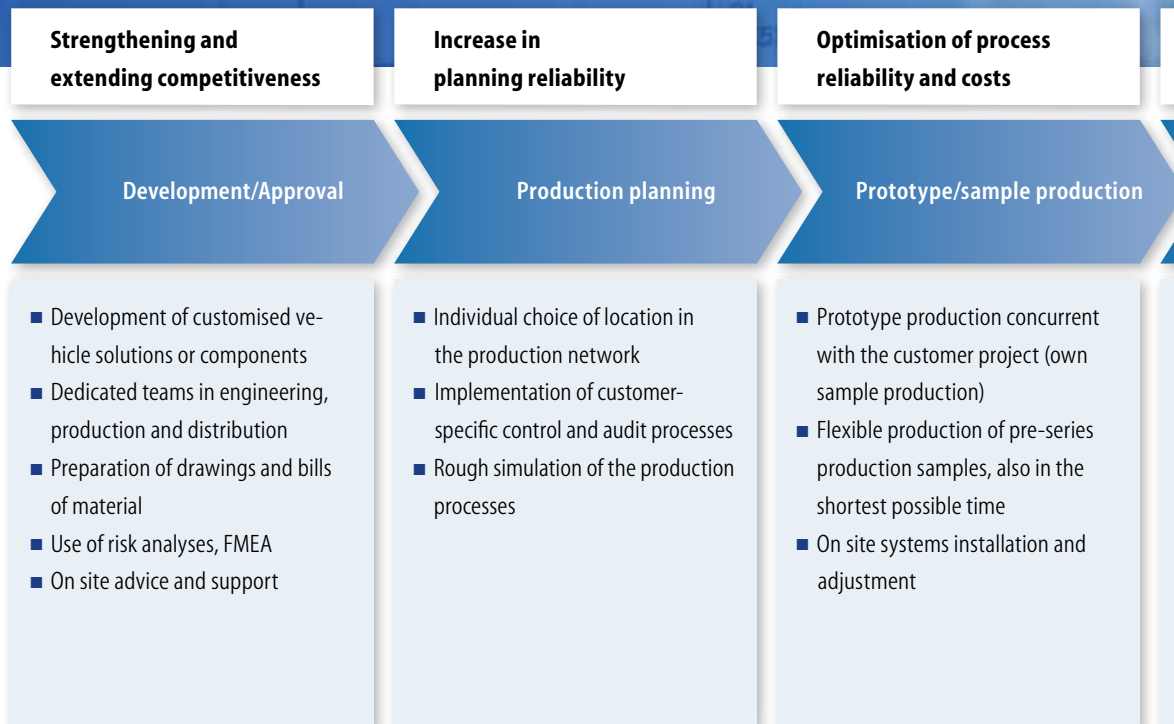 Strengthening and
extending competitiveness
Development/Approval
■ Development of customised ve-
hicle solutions or components
■ Dedicated teams in engineering,
production and distribution
■ Preparation of drawings and bills
of material
■ Use of risk analyses, FMEA
■ On site advice and support
Increase in
planning reliability
Production planning
■ Individual choice of location in
the production network
■ Implementation of customer-
specific control and audit processes
■ Rough simulation of the production
processes
Optimisation of process
reliability and costs
Prototype/sample production
■ Prototype production concurrent
with the customer project (own
sample production)
■ Flexible production of pre-series
production samples, also in the
shortest possible time
■ On site systems installation and
adjustment